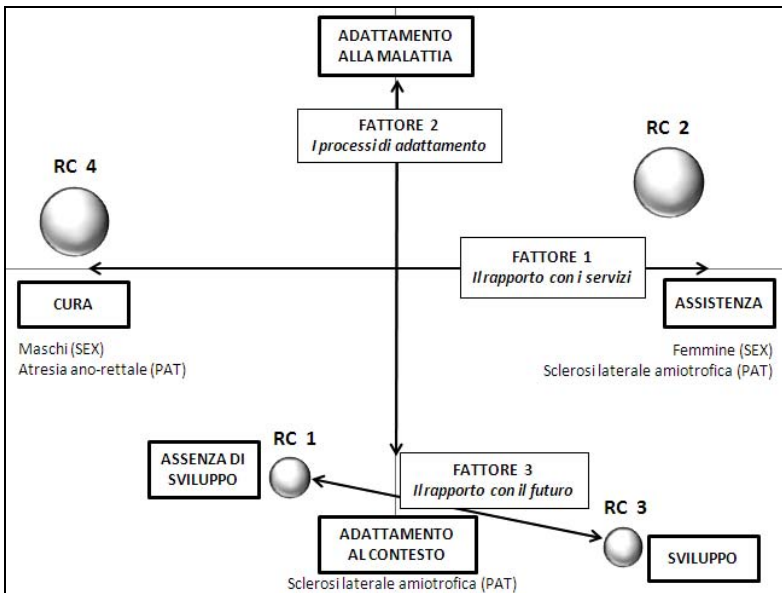 ADATTAMENTO
ALLA MALATTIA
FATTORE 2
I processi di adattamento
RC 4
RC 2
FATTORE 1
Il rapporto con i servizi
CURA
ASSISTENZA
Maschi (SEX)
Atresia ano-rettale (PAT)
Femmine (SEX)
Sclerosi laterale amiotrofica (PAT)
ASSENZA DI
SVILUPPO
RC 1
FATTORE 3
Il rapporto con il futuro
RC 3
ADATTAMENTO
AL CONTESTO
SVILUPPO
Sclerosi laterale amiotrofica (PAT)